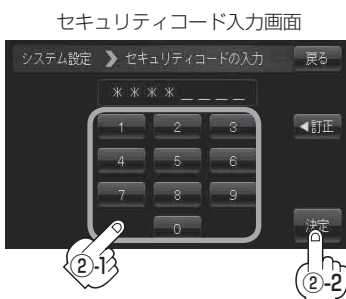 セキュリティコード入力画面
システム設定 セキュリティコードの入力 戻る
****____
1 2 3 ◀訂正
4 5 6
7 8 9
0 決定
②-1 ②-2